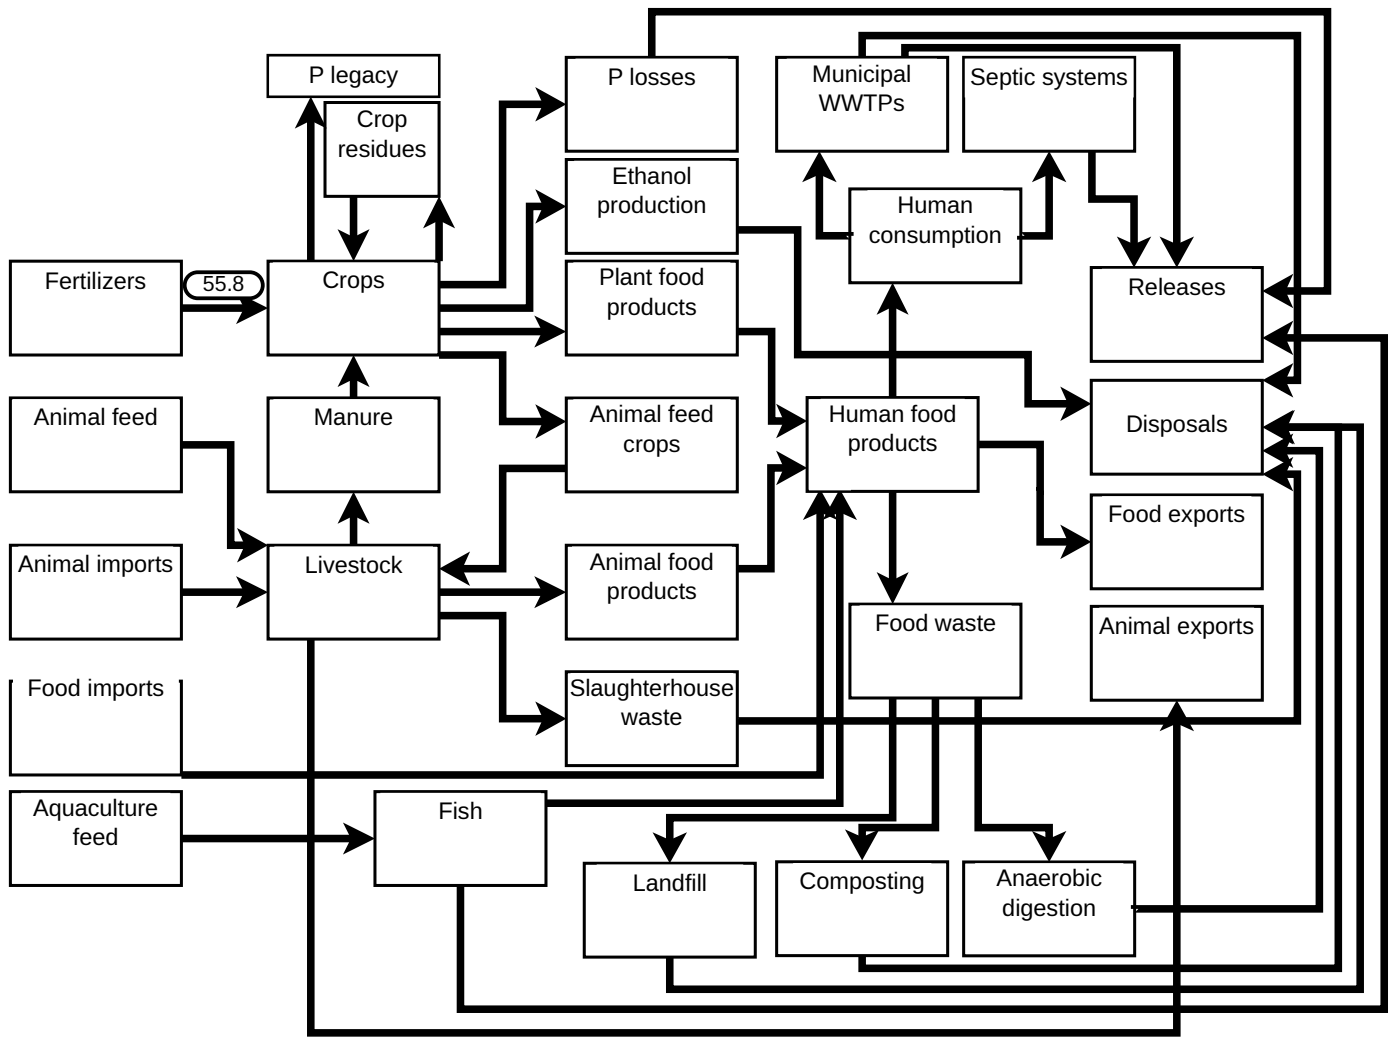 P legacy
Crop
residues
P losses
Municipal
WWTPs
Septic systems
Ethanol
production
Human
consumption
Fertilizers
55.8
Crops
Plant food
products
Releases
Animal feed
Manure
Animal feed
crops
Human food
products
Disposals
Food exports
Animal imports
Livestock
Animal food
products
Food waste
Animal exports
Food imports
Slaughterhouse
waste
Aquaculture
feed
Fish
Landfill
Composting
Anaerobic
digestion